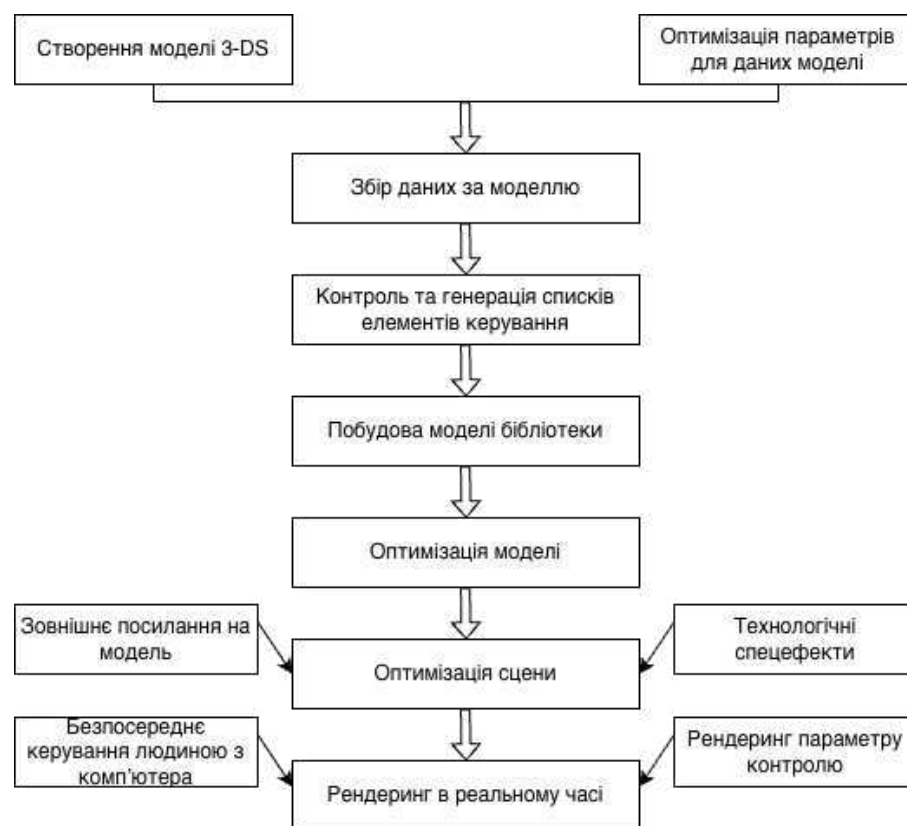 Створення моделі 3-DS
Оптимізація параметрів
для даних моделі
Збір даних за моделлю
Контроль та генерація списків
елементів керування
Побудова моделі бібліотеки
Оптимізація моделі
Зовнішнє посилання на
модель
Технологічні
спецефекти
Оптимізація сцени
Безпосереднє
керування людиною з
комп'ютера
Рендеринг параметру
контролю
Рендеринг в реальному часі